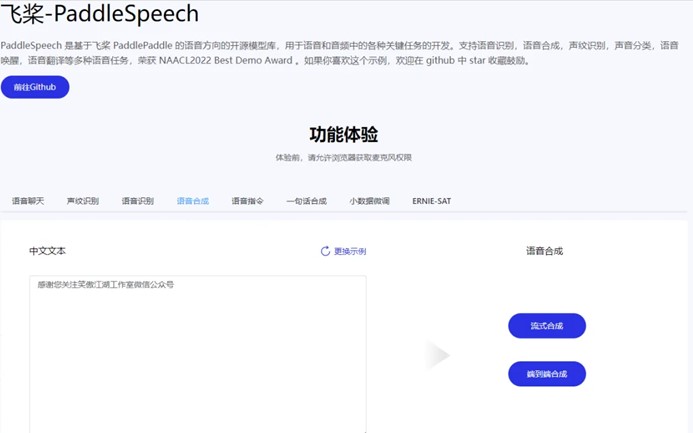 飞桨-PaddleSpeech
PaddleSpeech 是基于飞桨 PaddlePaddle 的语音方向的开源模型库，用于语音和音频中的各种关键任务的开发。支持语音识别，语音合成，声纹识别，声音分类，语音
唤醒，语音翻译等多种语音任务，荣获 NAACL2022 Best Demo Award 。如果你喜欢这个示例，欢迎在 github 中 star 收藏鼓励。
前往Github
功能体验
体验前，请允许浏览器获取麦克风权限
语音聊天 声纹识别 语音识别 语音合成 语音指令 一句话合成 小数据微调 ERNIE-SAT
中文文本 更换示例 语音合成
感谢您关注笑傲江湖工作室微信公众号
流式合成
端到端合成